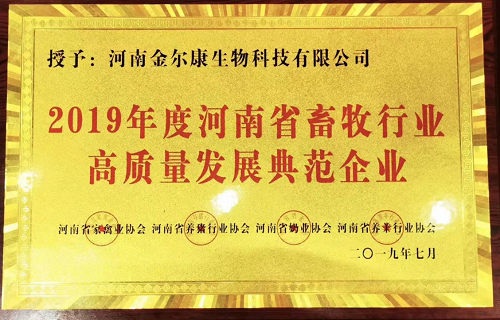 授予：河南金尔康生物科技有限公司
2019年度河南省畜牧行业
高质量发展典范企业
河南省家禽业协会 河南省养猪行业协会 河南省奶业协会 河南省养羊行业协会
二〇一九年七月